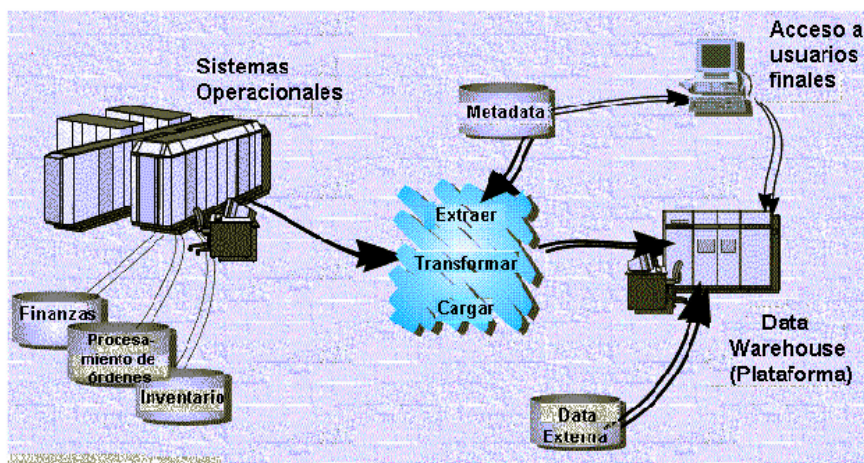 Sistemas
Operacionales
Acceso a
usuarios
finales
Metadata
Extraer
Transformar
Cargar
Finanzas
Procesa-
miento de
órdenes
Inventario
Data
Warehouse
(Plataforma)
Data
Externa